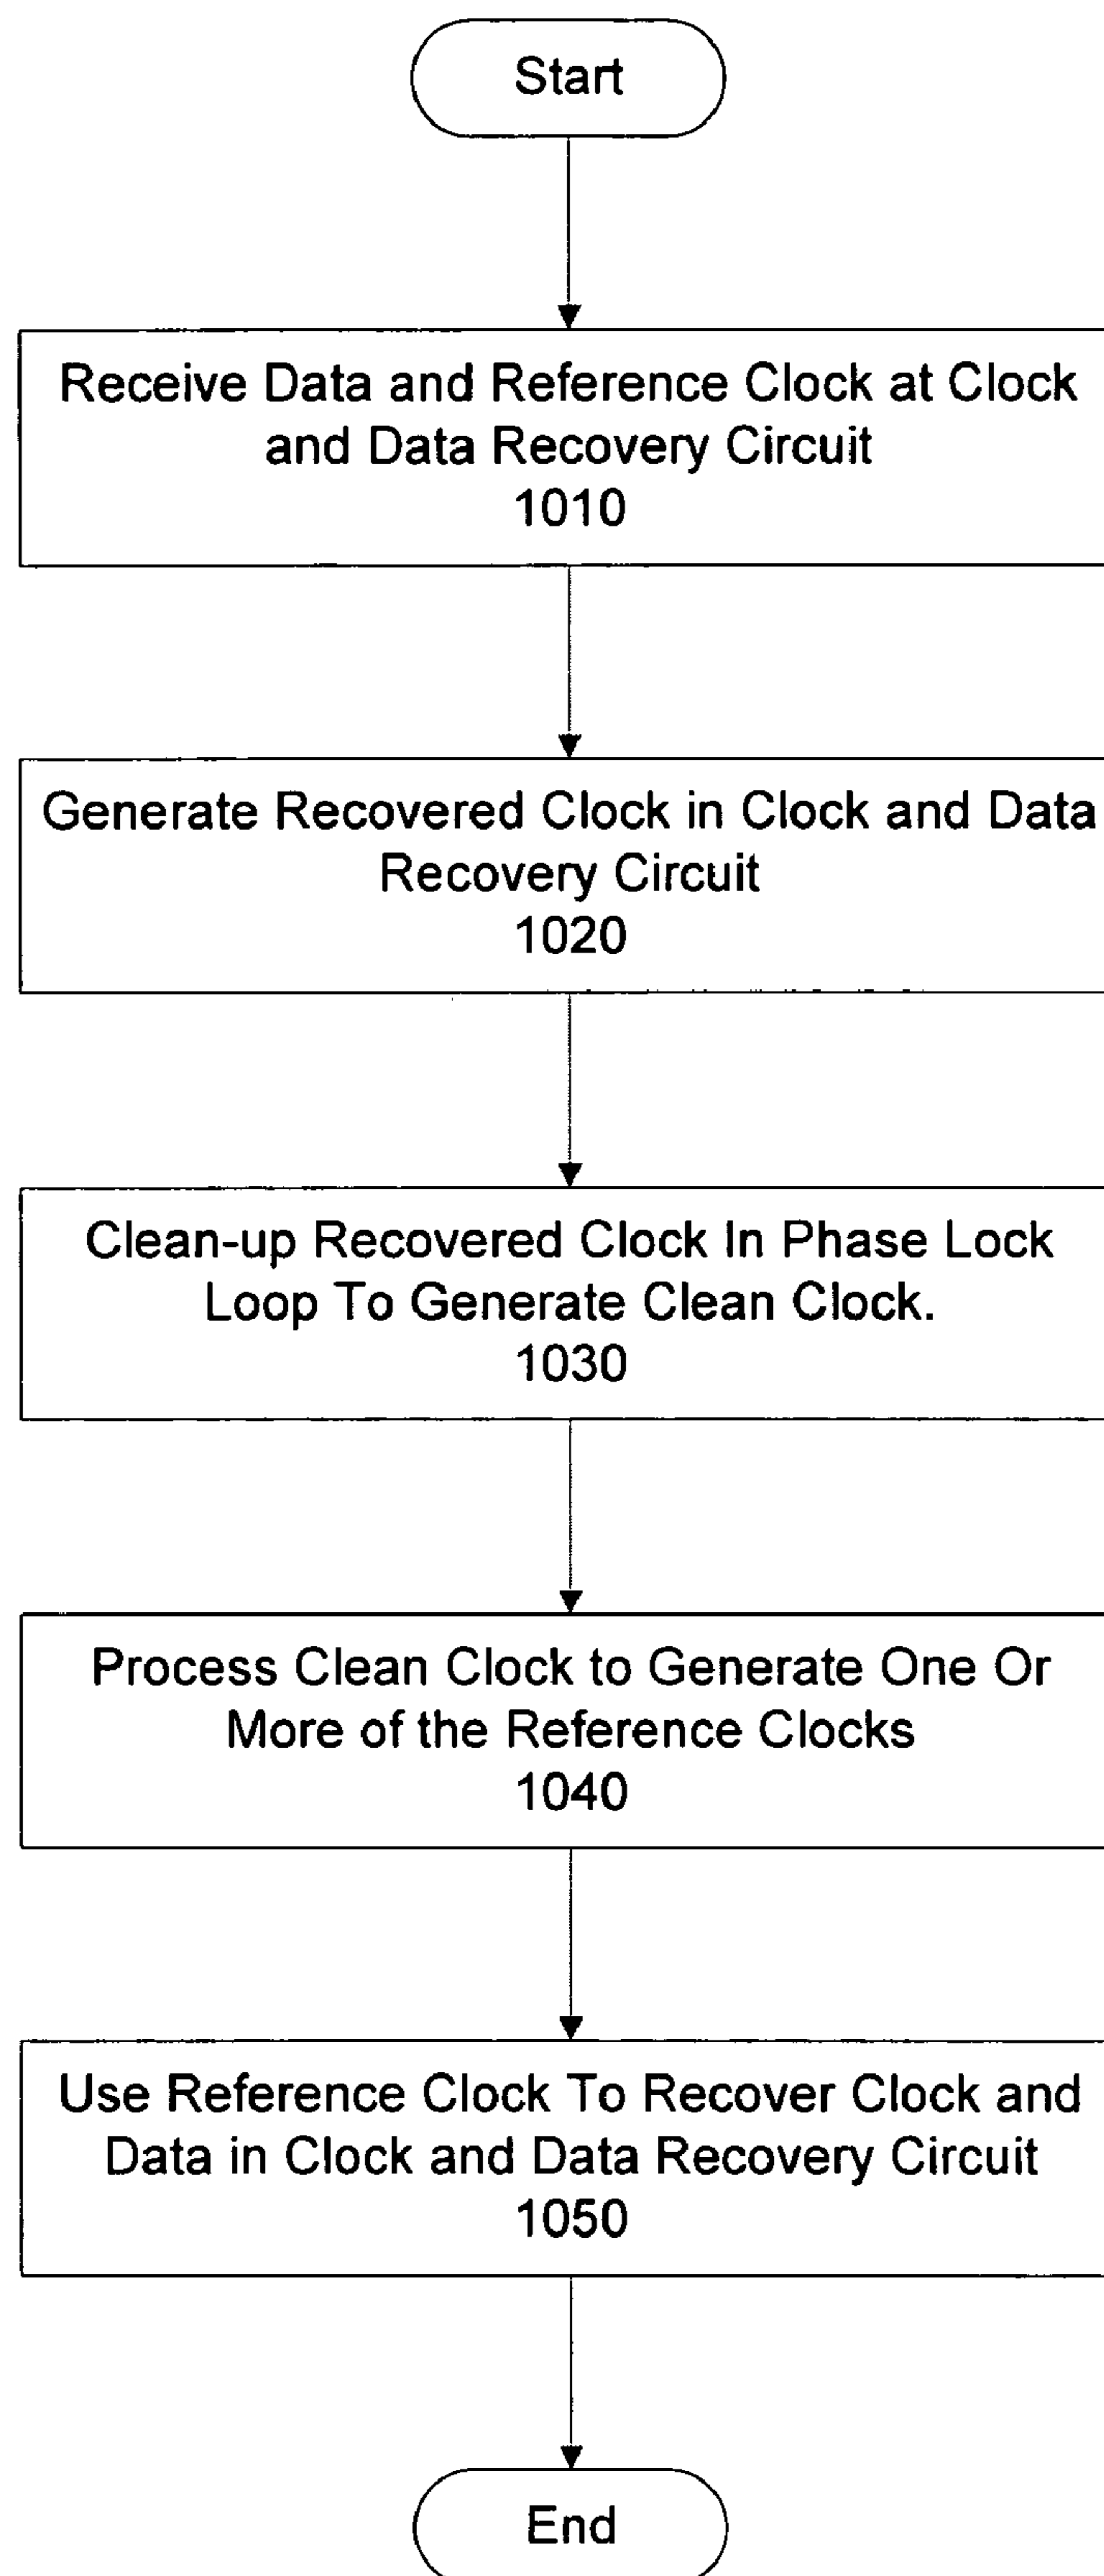 Start
Receive Data and Reference Clock at Clock
and Data Recovery Circuit
1010
Generate Recovered Clock in Clock and Data
Recovery Circuit
1020
Clean-up Recovered Clock In Phase Lock
Loop To Generate Clean Clock.
1030
Process Clean Clock to Generate One Or
More of the Reference Clocks
1040
Use Reference Clock To Recover Clock and
Data in Clock and Data Recovery Circuit
1050
End